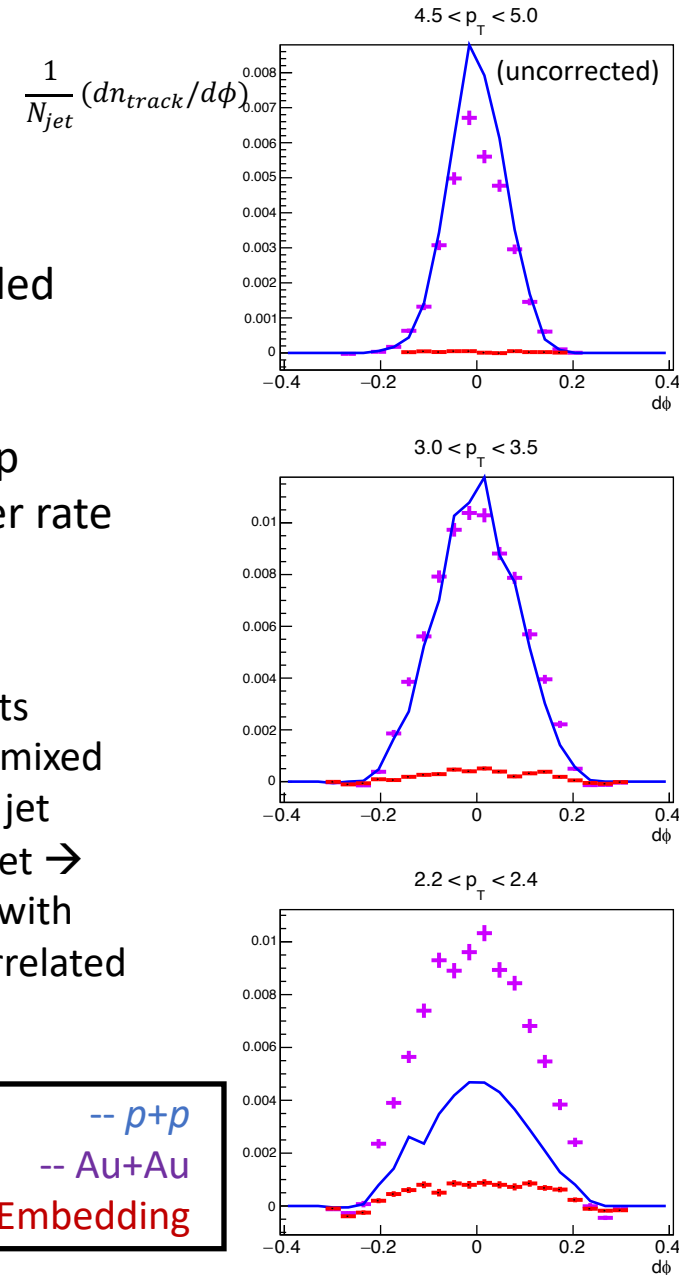 4.5 < p_T < 5.0
(uncorrected)
\frac{1}{N_{jet}} (dn_{track}/dϕ)
0.008
0.007
0.006
0.005
0.004
0.003
0.002
0.001
0
−0.4 −0.2 0 0.2 0.4
dϕ
led
p
er rate
3.0 < p_T < 3.5
0.01
0.008
0.006
0.004
0.002
0
−0.4 −0.2 0 0.2 0.4
dϕ
ts
mixed
jet
et →
with
rrelated
2.2 < p_T < 2.4
0.01
0.008
0.006
0.004
0.002
0
−0.4 −0.2 0 0.2 0.4
dϕ
-- p+p
-- Au+Au
Embedding